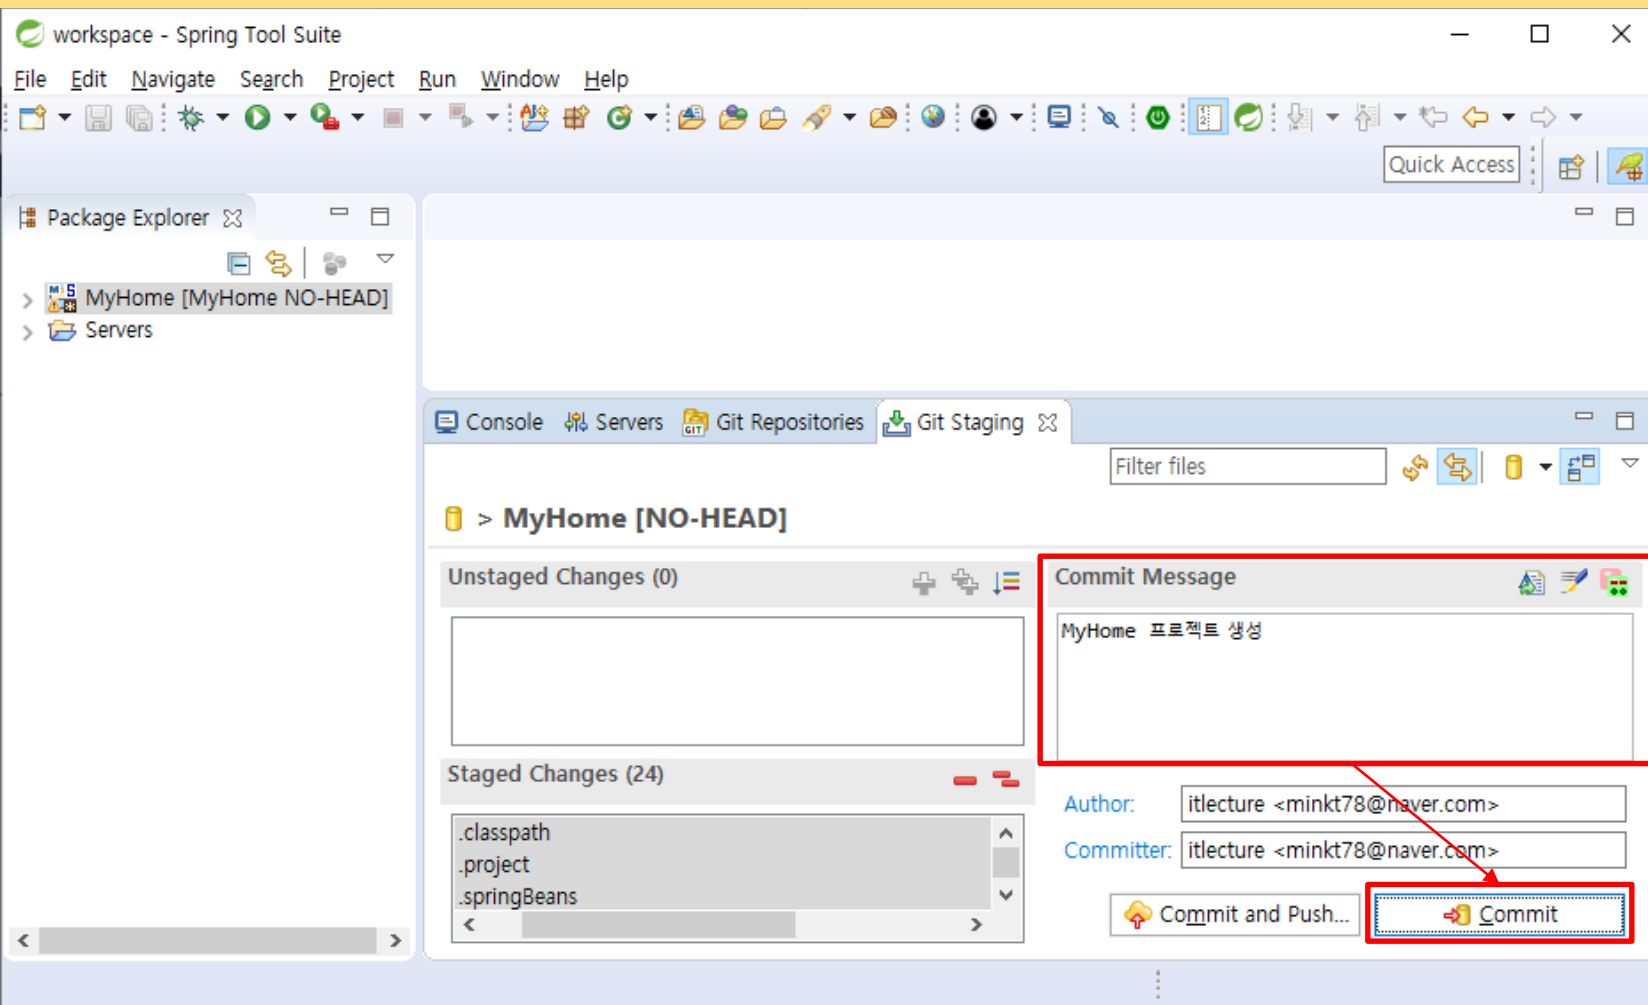 workspace - Spring Tool Suite
File Edit Navigate Search Project Run Window Help
Quick Access
Package Explorer
MyHome [MyHome NO-HEAD]
Servers
Console Servers Git Repositories Git Staging
Filter files
> MyHome [NO-HEAD]
Unstaged Changes (0)
Commit Message
MyHome 프로젝트 생성
Staged Changes (24)
.classpath
.project
.springBeans
Author: itlecture <minkt78@naver.com>
Committer: itlecture <minkt78@naver.com>
Commit and Push... Commit